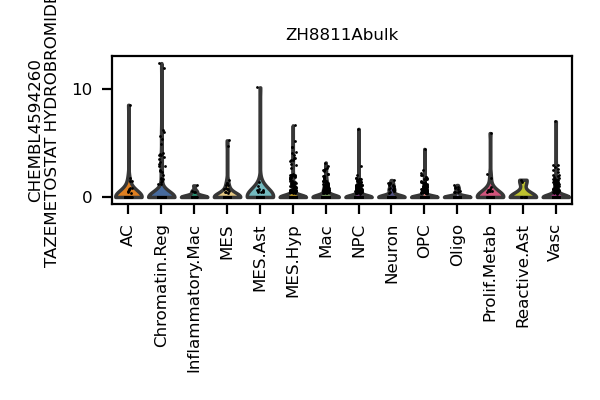 ZH8811Abulk
CHEMBL4594260
TAZEMETOSTAT HYDROBROMIDE
10
0
AC
Chromatin.Reg
Inflammatory.Mac
MES
MES.Ast
MES.Hyp
Mac
NPC
Neuron
OPC
Oligo
Prolif.Metab
Reactive.Ast
Vasc